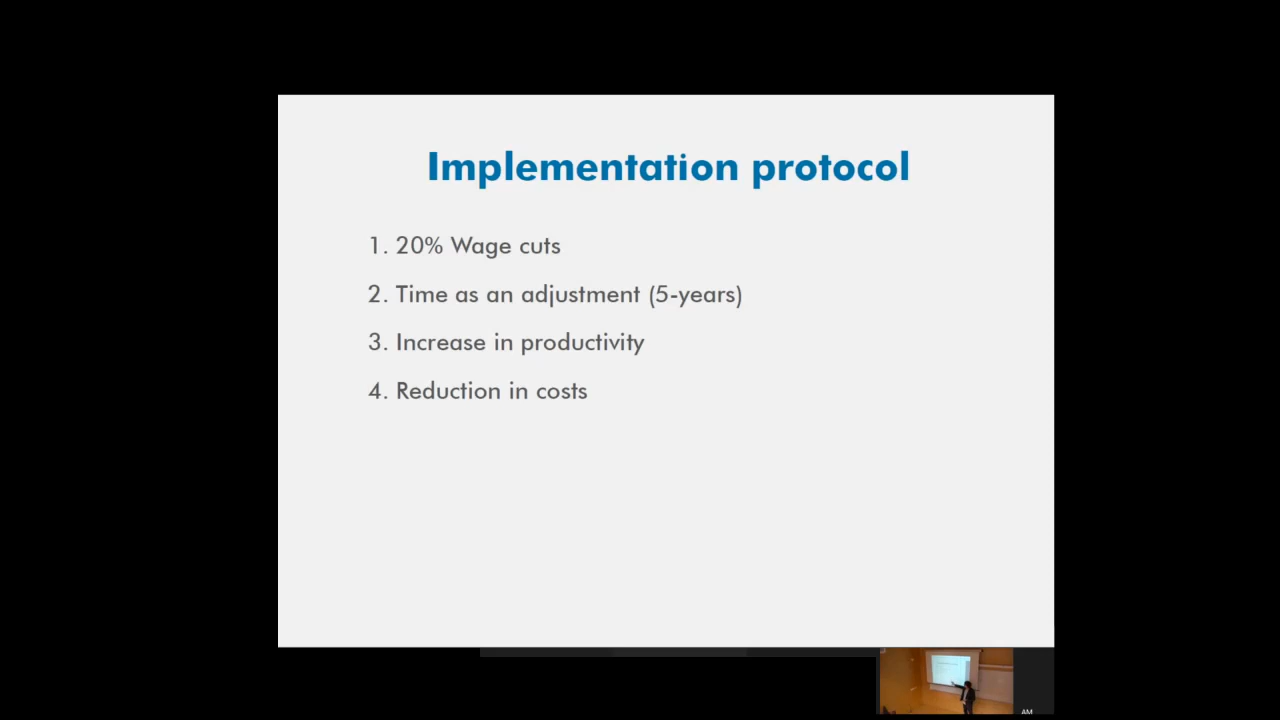 Implementation protocol
1. 20% Wage cuts
2. Time as an adjustment (5-years)
3. Increase in productivity
4. Reduction in costs
AM